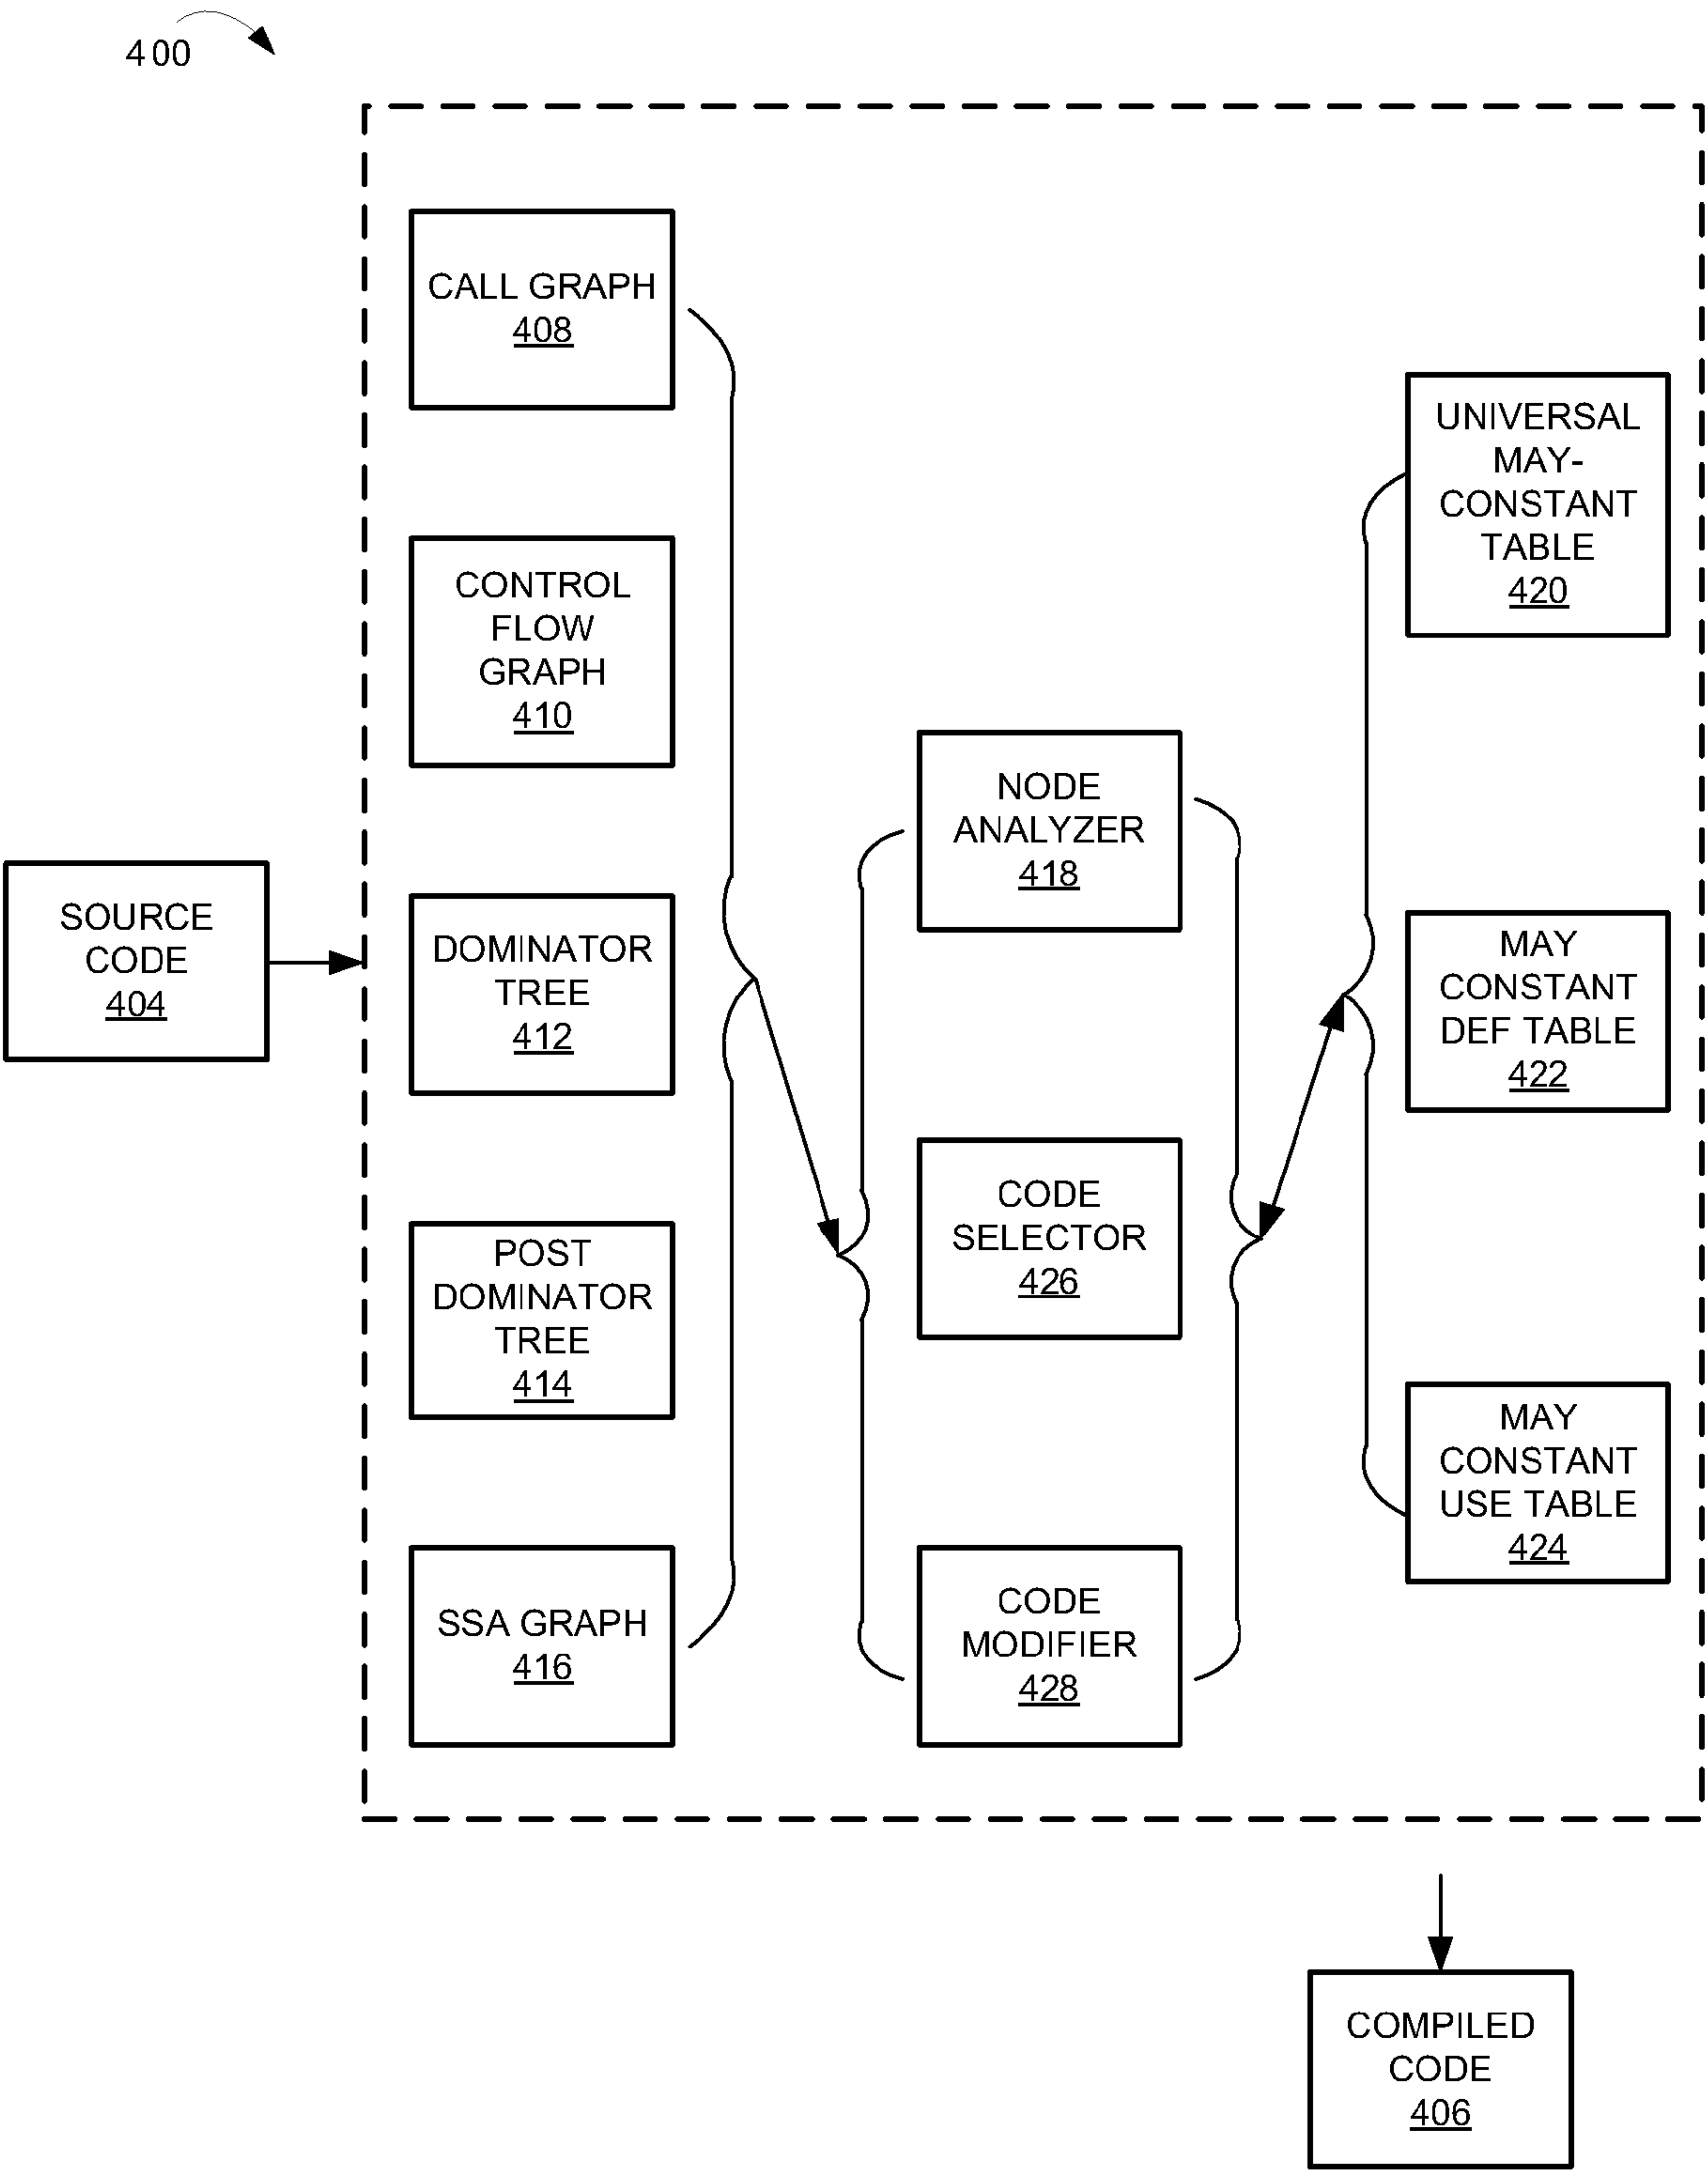 400
CALL GRAPH
408
CONTROL
FLOW
GRAPH
410
DOMINATOR
TREE
412
POST
DOMINATOR
TREE
414
SSA GRAPH
416
SOURCE
CODE
404
NODE
ANALYZER
418
CODE
SELECTOR
426
CODE
MODIFIER
428
UNIVERSAL
MAY-
CONSTANT
TABLE
420
MAY
CONSTANT
DEF TABLE
422
MAY
CONSTANT
USE TABLE
424
COMPILED
CODE
406